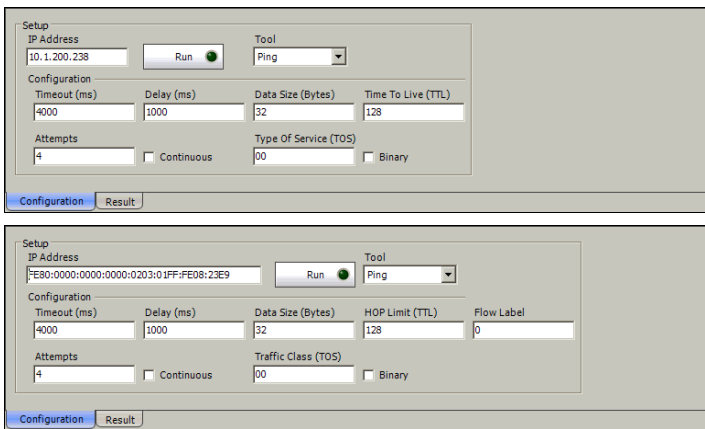 Setup
IP Address Tool
10.1.200.238 Run Ping
Configuration
Timeout (ms) Delay (ms) Data Size (Bytes) Time To Live (TTL)
4000 1000 32 128
Attempts Type Of Service (TOS)
4 Continuous 00 Binary
Configuration Result
Setup
IP Address Tool
FE80:0000:0000:0000:0203:01FF:FE08:23E9 Run Ping
Configuration
Timeout (ms) Delay (ms) Data Size (Bytes) HOP Limit (TTL) Flow Label
4000 1000 32 128 0
Attempts Traffic Class (TOS)
4 Continuous 00 Binary
Configuration Result